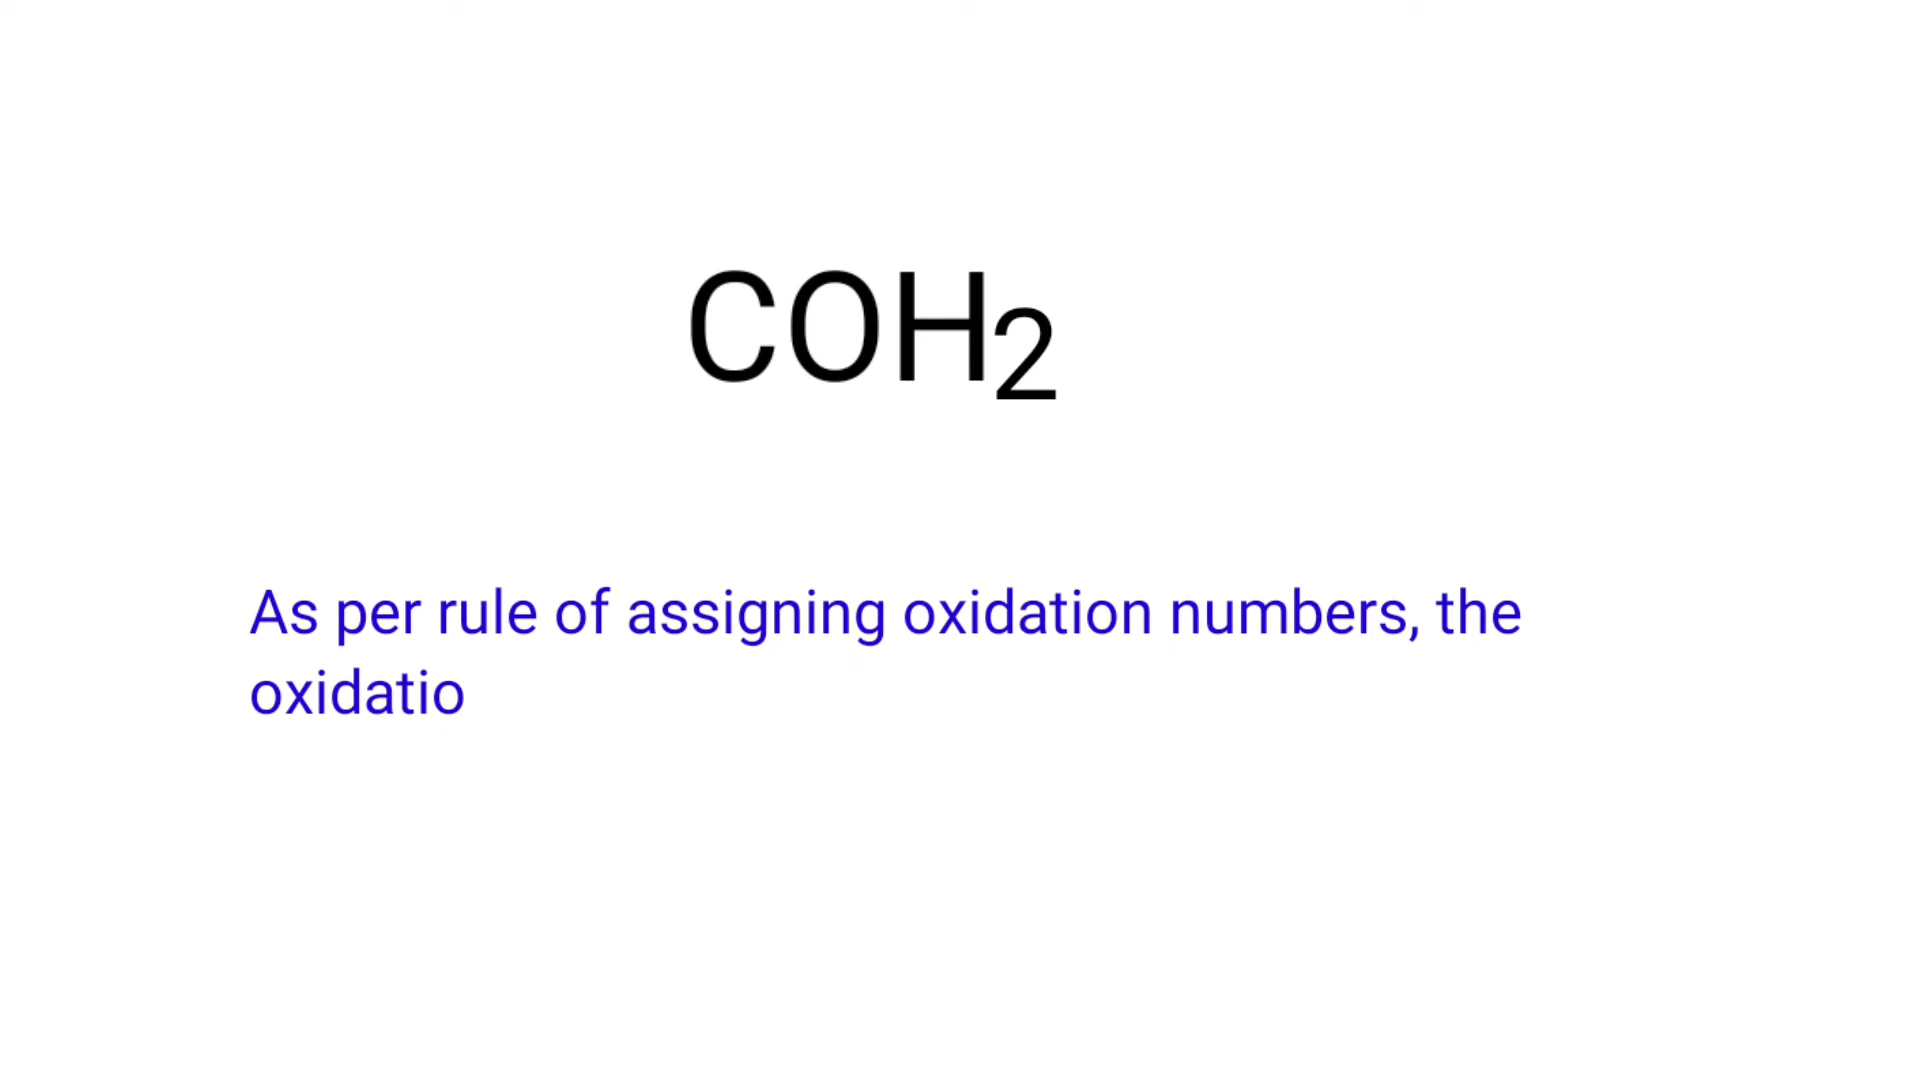 COH₂
As per rule of assigning oxidation numbers, the
oxidatio